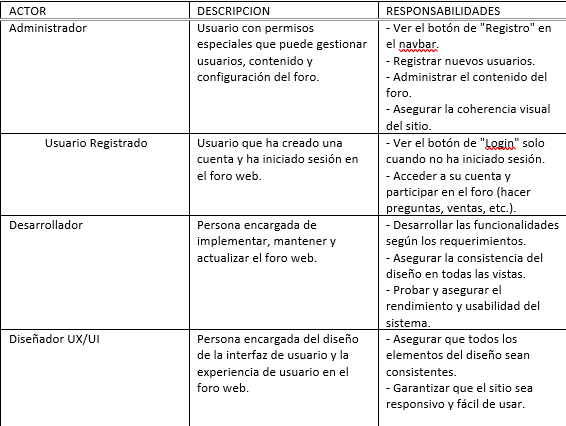 ACTOR DESCRIPCION RESPONSABILIDADES
Administrador
Usuario con permisos
especiales que puede gestionar
usuarios, contenido y
configuración del foro.
- Ver el botón de "Registro" en
el navbar.
- Registrar nuevos usuarios.
- Administrar el contenido del
foro.
- Asegurar la coherencia visual
del sitio.
Usuario Registrado
Usuario que ha creado una
cuenta y ha iniciado sesión en
el foro web.
- Ver el botón de "Login" solo
cuando no ha iniciado sesión.
- Acceder a su cuenta y
participar en el foro (hacer
preguntas, ventas, etc.).
Desarrollador
Persona encargada de
implementar, mantener y
actualizar el foro web.
- Desarrollar las funcionalidades
según los requerimientos.
- Asegurar la consistencia del
diseño en todas las vistas.
- Probar y asegurar el
rendimiento y usabilidad del
sistema.
Diseñador UX/UI
Persona encargada del diseño
de la interfaz de usuario y la
experiencia de usuario en el
foro web.
- Asegurar que todos los
elementos del diseño sean
consistentes.
- Garantizar que el sitio sea
responsivo y fácil de usar.